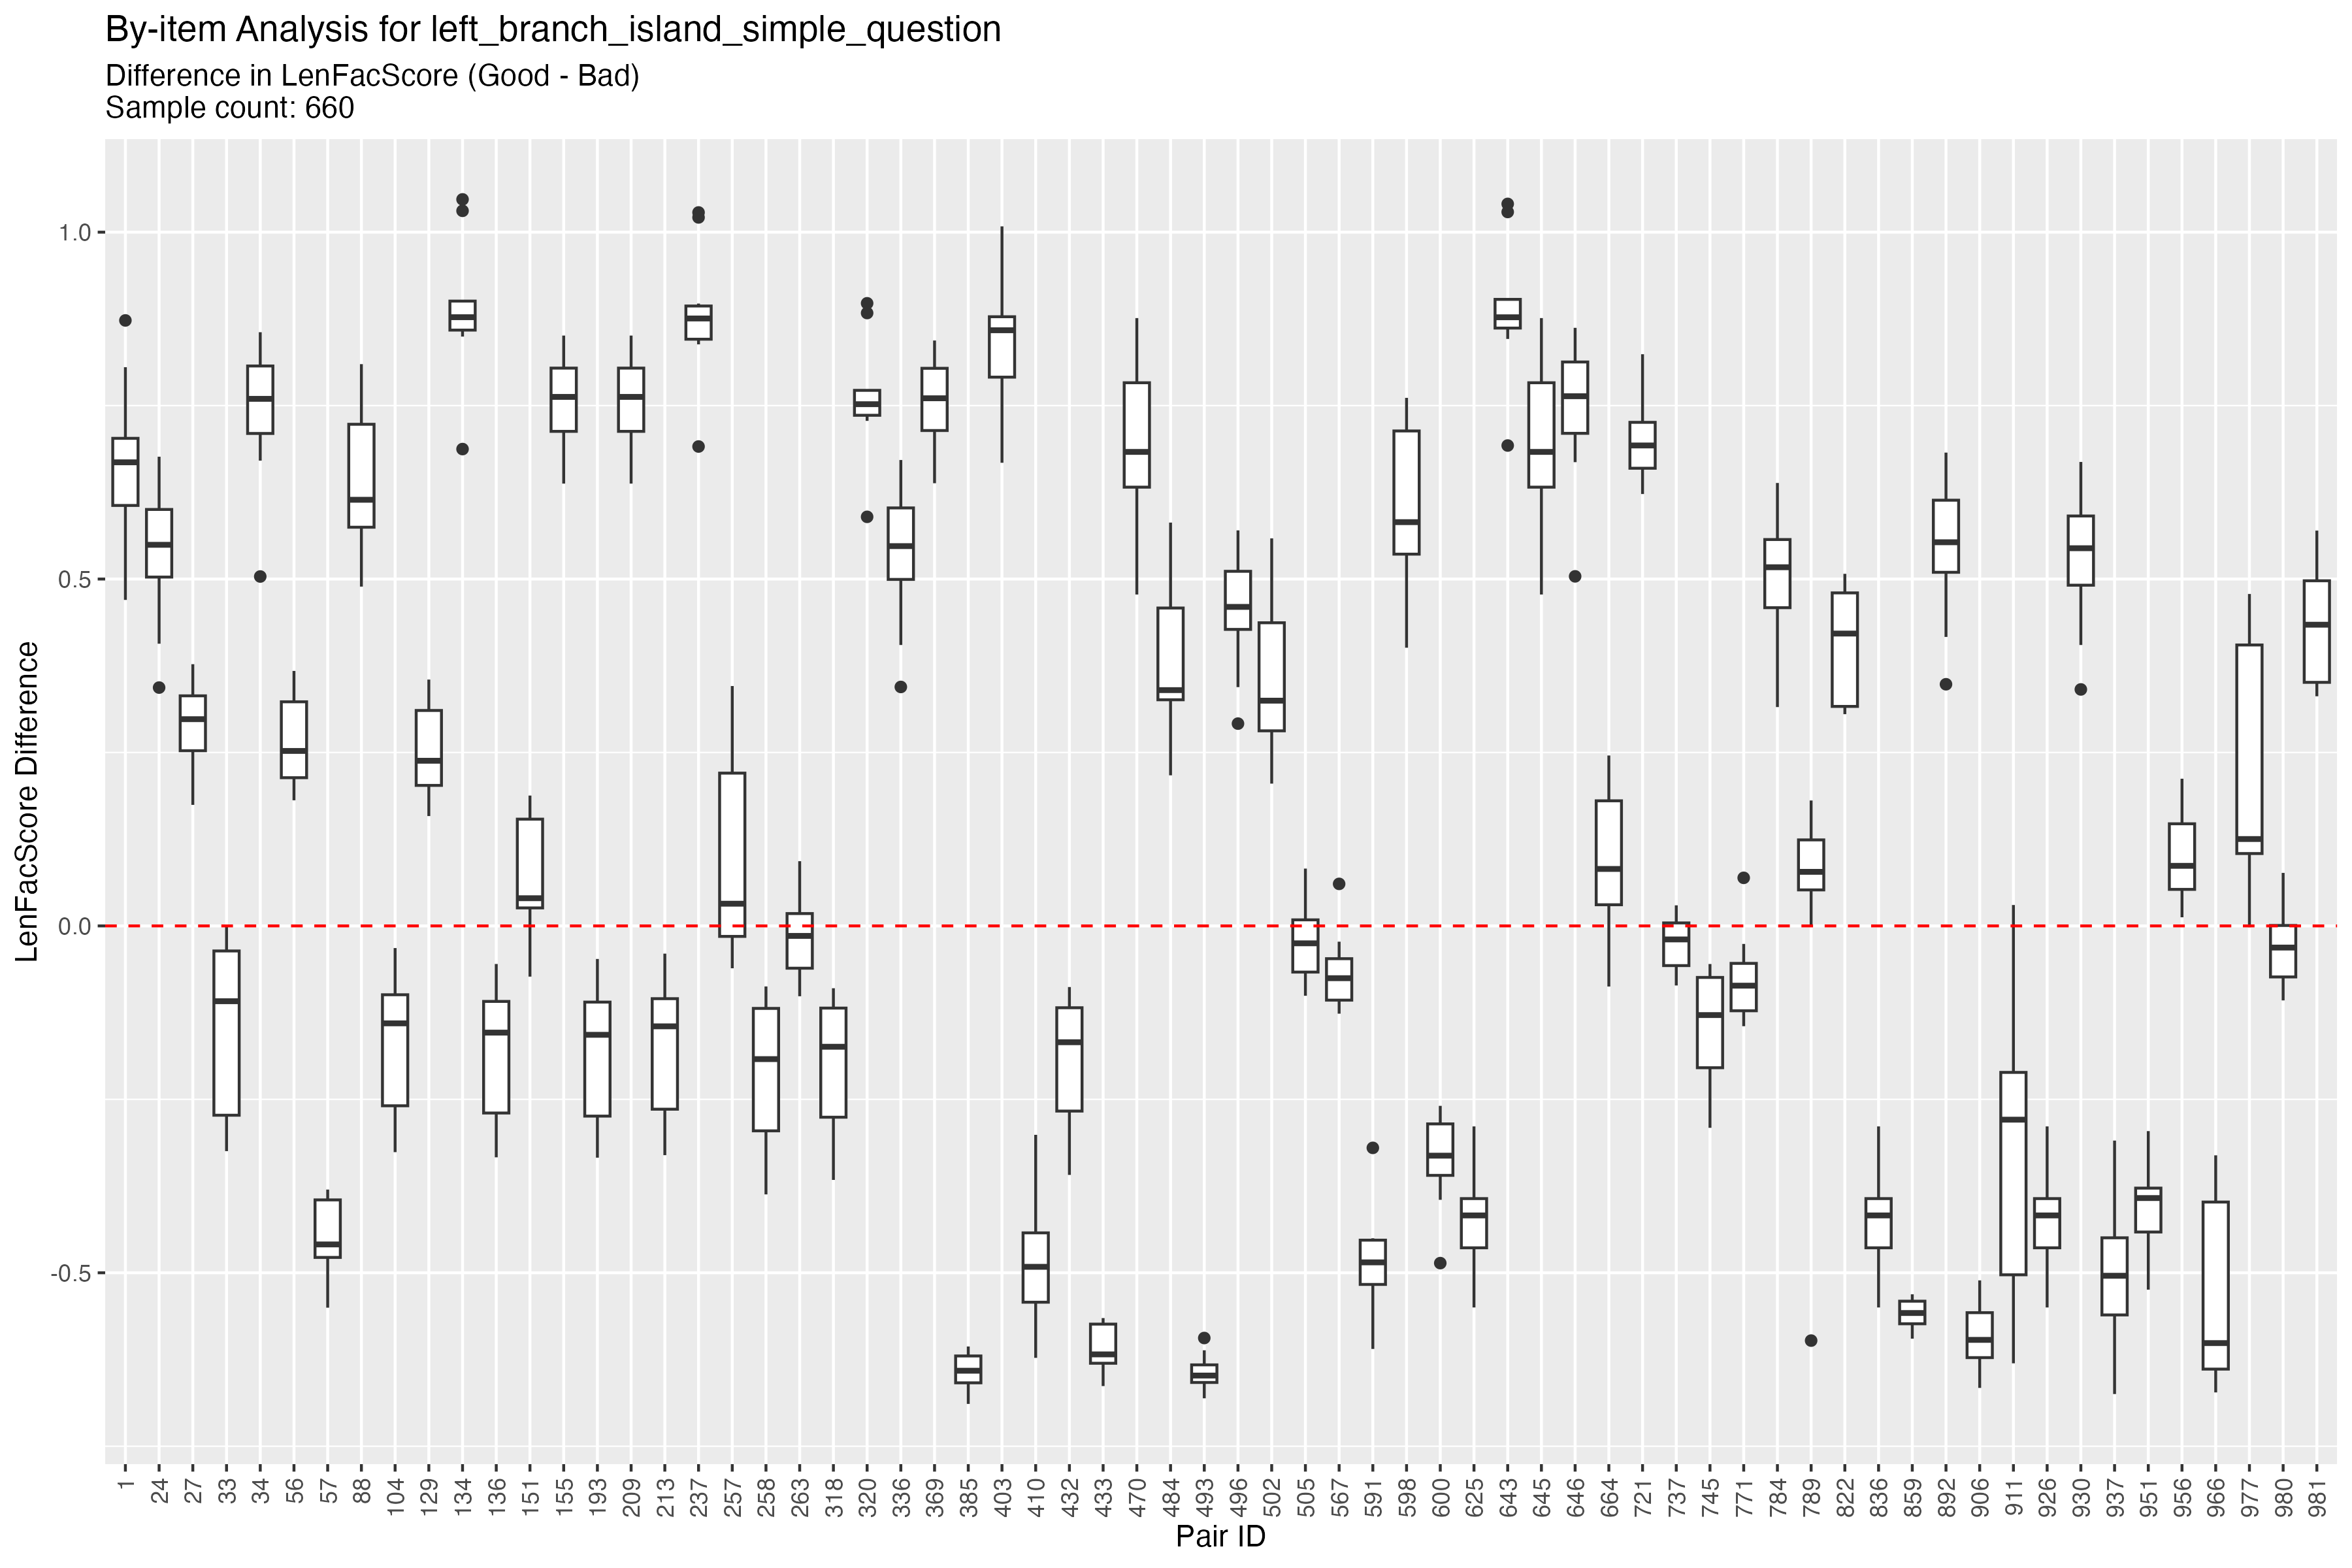 By-item Analysis for left_branch_island_simple_question
Difference in LenFacScore (Good - Bad)
Sample count: 660
LenFacScore Difference
1.0
0.5
0.0
-0.5
1 24 27 33 34 56 57 88 104 129 134 136 151 155 193 209 213 237 257 258 263 318 320 336 369 385 403 410 432 433 470 484 493 496 502 505 567 591 598 600 625 643 645 646 664 721 737 745 771 784 789 822 836 859 892 906 911 926 930 937 951 956 966 977 980 981
Pair ID